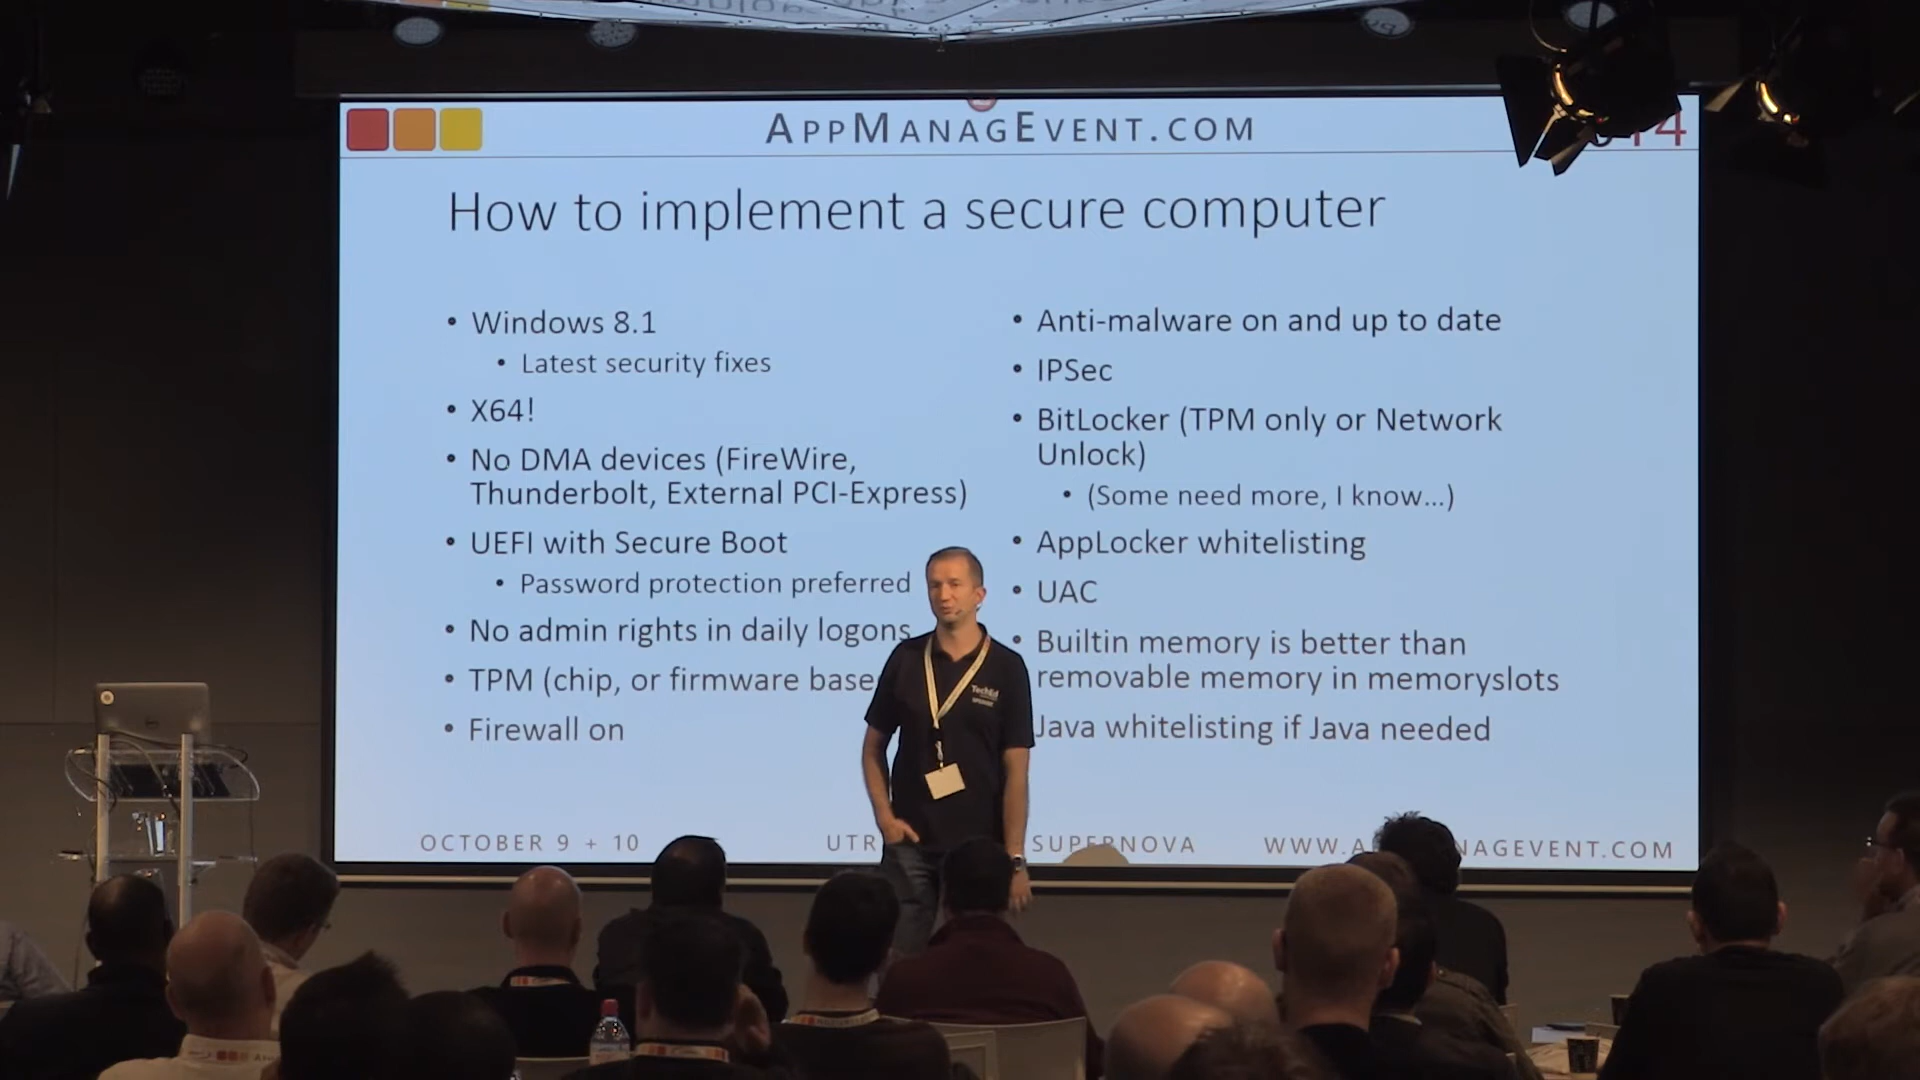 APPMANAGEVENT.COM
How to implement a secure computer
• Windows 8.1
• Latest security fixes
• X64!
• No DMA devices (FireWire,
Thunderbolt, External PCI-Express)
• UEFI with Secure Boot
• Password protection preferred
• No admin rights in daily logons
• TPM (chip, or firmware base
• Firewall on
• Anti-malware on and up to date
• IPSec
• BitLocker (TPM only or Network
Unlock)
• (Some need more, I know...)
• AppLocker whitelisting
• UAC
• Builtin memory is better than
removable memory in memoryslots
Java whitelisting if Java needed
OCTOBER 9 + 10
UTR SUPERNOVA
WWW.AP NAGEVENT.COM
TechEd